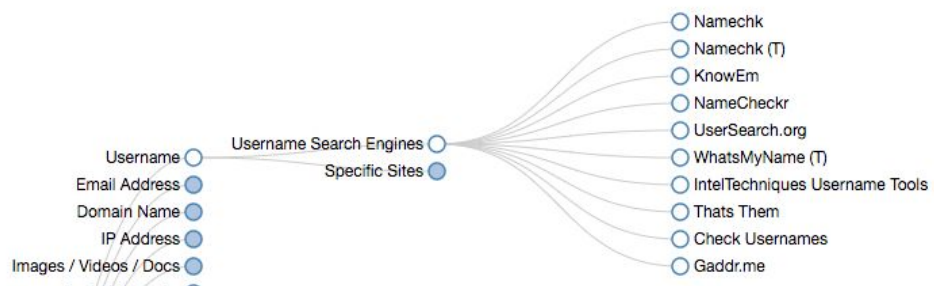 Username
Email Address
Domain Name
IP Address
Images / Videos / Docs
Username Search Engines
Specific Sites
Namechk
Namechk (T)
KnowEm
NameCheckr
UserSearch.org
WhatsMyName (T)
IntelTechniques Username Tools
Thats Them
Check Usernames
Gaddr.me